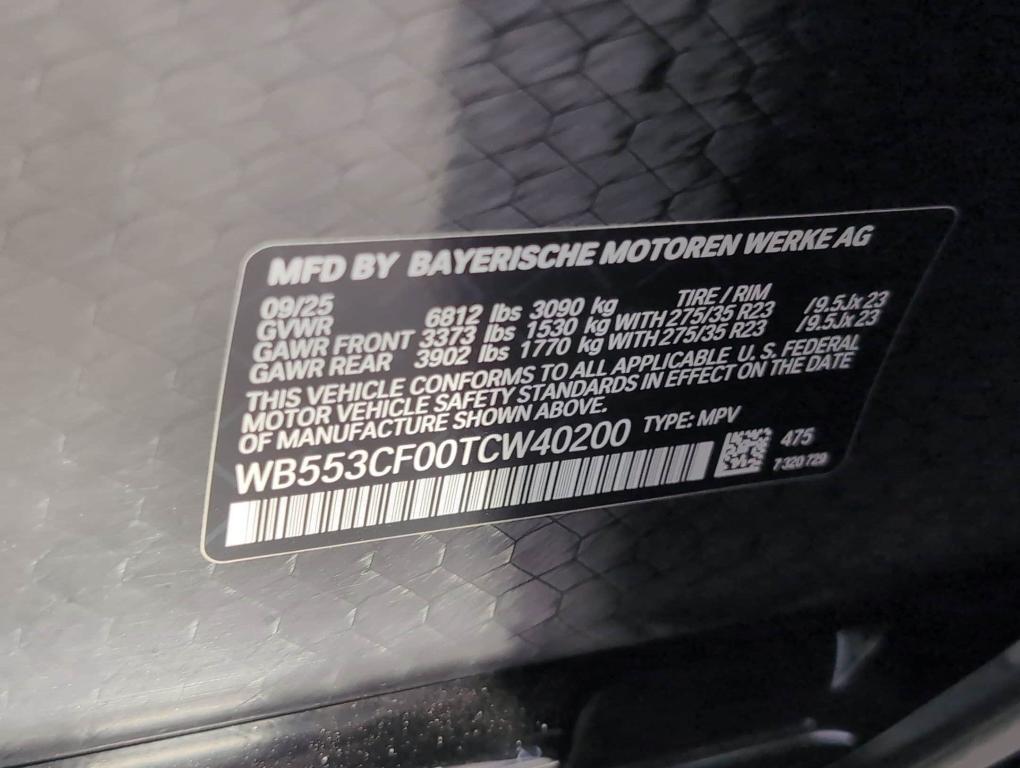 MFD BY BAYERISCHE MOTOREN WERKE AG
09/25 TIRE / RIM
GVWR 6812 lbs 3090 kg
GAWR FRONT 3373 lbs 1530 kg WITH 275/35 R23 /9.5Jx23
GAWR REAR 3902 lbs 1770 kg WITH 275/35 R23 /9.5Jx23
THIS VEHICLE CONFORMS TO ALL APPLICABLE U.S. FEDERAL
MOTOR VEHICLE SAFETY STANDARDS IN EFFECT ON THE DATE
OF MANUFACTURE SHOWN ABOVE.
WB553CF00TCW40200 TYPE: MPV
475
7 320 729